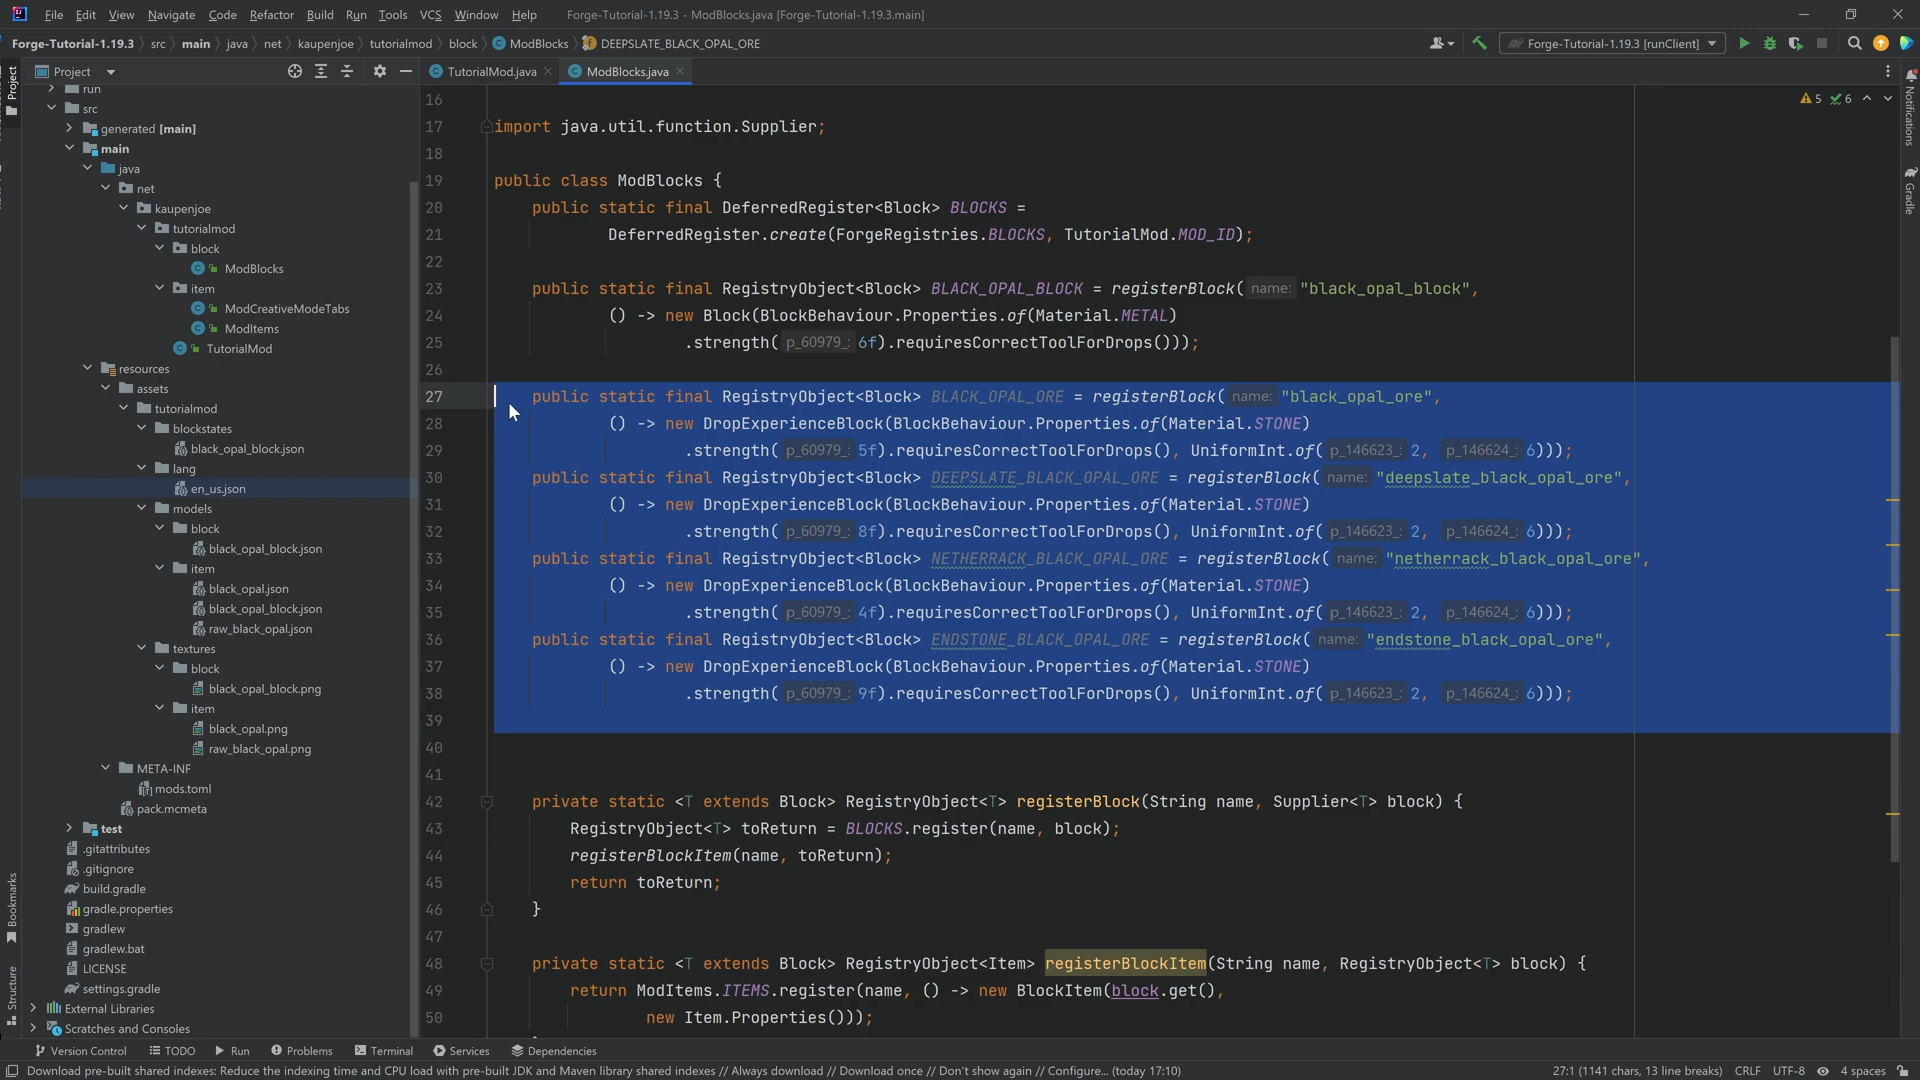 File Edit View Navigate Code Refactor Build Run Tools VCS Window Help Forge-Tutorial-1.19.3 - ModBlocks.java [Forge-Tutorial-1.19.3.main]
Forge-Tutorial-1.19.3 src main java net kaupenjoe tutorialmod block ModBlocks DEEPSLATE_BLACK_OPAL_ORE
Forge-Tutorial-1.19.3 [runClient]
Project
TutorialMod.java ModBlocks.java
Project
Bookmarks
Structure
run
src
generated [main]
main
java
net
kaupenjoe
tutorialmod
block
ModBlocks
item
ModCreativeModeTabs
ModItems
TutorialMod
resources
assets
tutorialmod
blockstates
black_opal_block.json
lang
en_us.json
models
block
black_opal_block.json
item
black_opal.json
black_opal_block.json
raw_black_opal.json
textures
block
black_opal_block.png
item
black_opal.png
raw_black_opal.png
META-INF
mods.toml
pack.mcmeta
test
.gitattributes
.gitignore
build.gradle
gradle.properties
gradlew
gradlew.bat
LICENSE
settings.gradle
External Libraries
Scratches and Consoles
5 6
16
17 import java.util.function.Supplier;
18
19 public class ModBlocks {
20 public static final DeferredRegister<Block> BLOCKS =
21 DeferredRegister.create(ForgeRegistries.BLOCKS, TutorialMod.MOD_ID);
22
23 public static final RegistryObject<Block> BLACK_OPAL_BLOCK = registerBlock( name: "black_opal_block",
24 () -> new Block(BlockBehaviour.Properties.of(Material.METAL)
25 .strength( p_60979_: 6f).requiresCorrectToolForDrops()));
26
27 public static final RegistryObject<Block> BLACK_OPAL_ORE = registerBlock( name: "black_opal_ore",
28 () -> new DropExperienceBlock(BlockBehaviour.Properties.of(Material.STONE)
29 .strength( p_60979_: 5f).requiresCorrectToolForDrops(), UniformInt.of( p_146623_: 2, p_146624_: 6)));
30 public static final RegistryObject<Block> DEEPSLATE_BLACK_OPAL_ORE = registerBlock( name: "deepslate_black_opal_ore",
31 () -> new DropExperienceBlock(BlockBehaviour.Properties.of(Material.STONE)
32 .strength( p_60979_: 8f).requiresCorrectToolForDrops(), UniformInt.of( p_146623_: 2, p_146624_: 6)));
33 public static final RegistryObject<Block> NETHERRACK_BLACK_OPAL_ORE = registerBlock( name: "netherrack_black_opal_ore",
34 () -> new DropExperienceBlock(BlockBehaviour.Properties.of(Material.STONE)
35 .strength( p_60979_: 4f).requiresCorrectToolForDrops(), UniformInt.of( p_146623_: 2, p_146624_: 6)));
36 public static final RegistryObject<Block> ENDSTONE_BLACK_OPAL_ORE = registerBlock( name: "endstone_black_opal_ore",
37 () -> new DropExperienceBlock(BlockBehaviour.Properties.of(Material.STONE)
38 .strength( p_60979_: 9f).requiresCorrectToolForDrops(), UniformInt.of( p_146623_: 2, p_146624_: 6)));
39
40
41
42 private static <T extends Block> RegistryObject<T> registerBlock(String name, Supplier<T> block) {
43 RegistryObject<T> toReturn = BLOCKS.register(name, block);
44 registerBlockItem(name, toReturn);
45 return toReturn;
46 }
47
48 private static <T extends Block> RegistryObject<Item> registerBlockItem(String name, RegistryObject<T> block) {
49 return ModItems.ITEMS.register(name, () -> new BlockItem(block.get(),
50 new Item.Properties()));
Notifications
Gradle
Version Control TODO Run Problems Terminal Services Dependencies
Download pre-built shared indexes: Reduce the indexing time and CPU load with pre-built JDK and Maven library shared indexes // Always download // Download once // Don't show again // Configure... (today 17:10) 27:1 (1141 chars, 13 line breaks) CRLF UTF-8 4 spaces